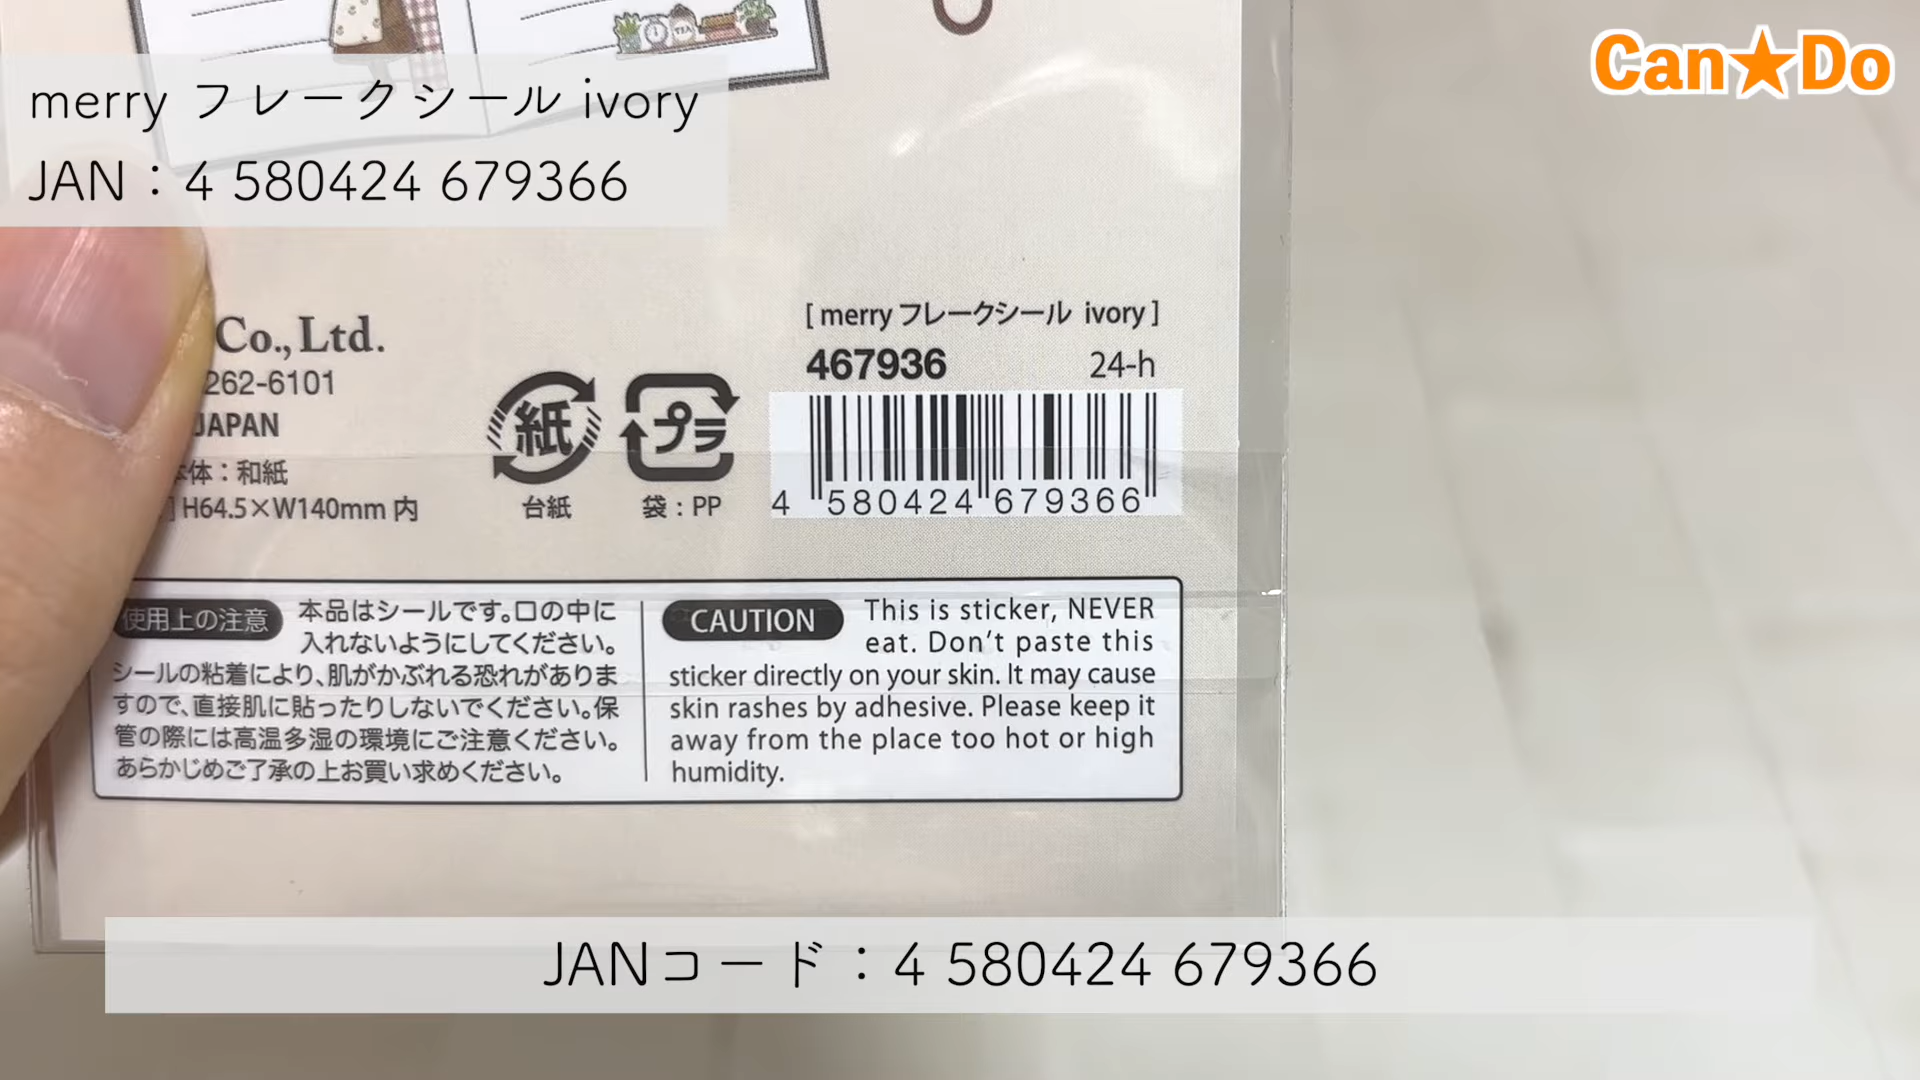 Can★Do
merry フレークシール ivory
JAN：4 580424 679366
TEA
Co., Ltd.
262-6101
JAPAN
体：和紙
H64.5×W140mm 内
紙
台紙
プラ
袋：PP
[ merry フレークシール ivory ]
467936 24-h
4 580424 679366
使用上の注意 本品はシールです。口の中に
入れないようにしてください。
シールの粘着により、肌がかぶれる恐れがありま
すので、直接肌に貼ったりしないでください。保
管の際には高温多湿の環境にご注意ください。
あらかじめご了承の上お買い求めください。
CAUTION This is sticker, NEVER
eat. Don't paste this
sticker directly on your skin. It may cause
skin rashes by adhesive. Please keep it
away from the place too hot or high
humidity.
JANコード：4 580424 679366